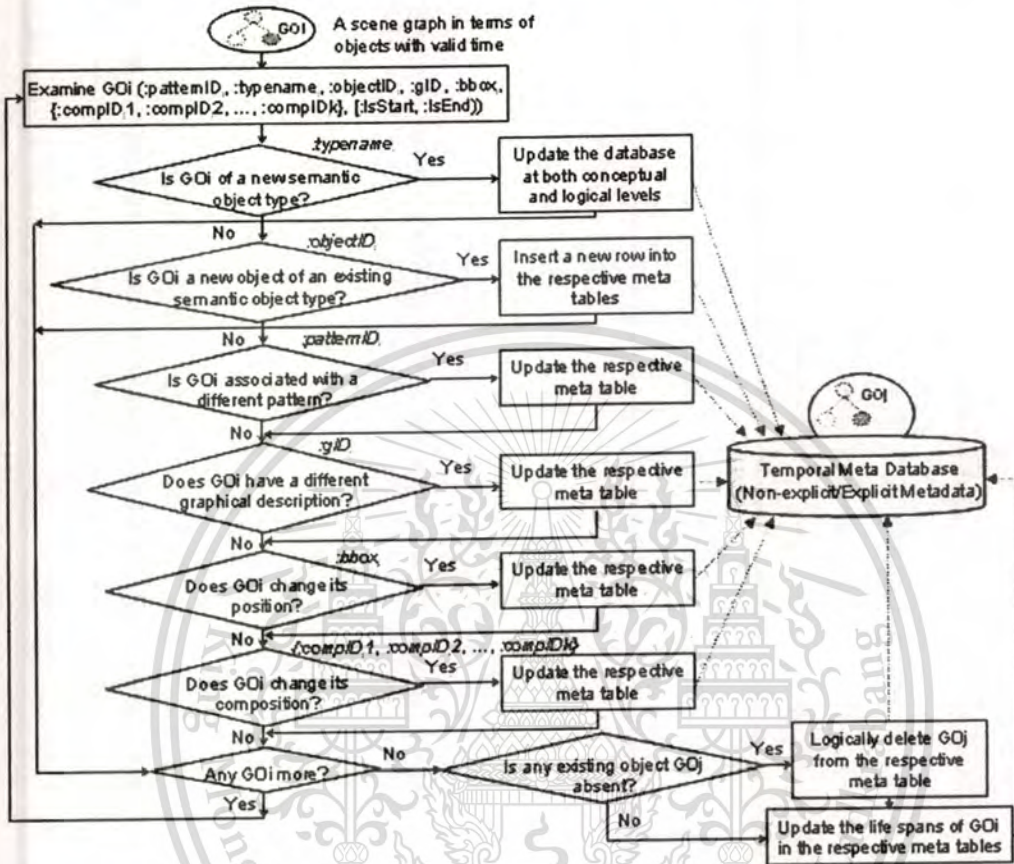 GOi
A scene graph in terms of
objects with valid time
Examine GOi (:patternID, :typename, :objectID, :gID, :bbox,
{:compID1, :compID2, ..., :compIDk}, [:lsStart, :lsEnd))
:typename
Is GOi of a new semantic
object type?
Yes
Update the database
at both conceptual
and logical levels
No
:objectID
Is GOi a new object of an existing
semantic object type?
Yes
Insert a new row into
the respective meta
tables
No
:patternID
Is GOi associated with a
different pattern?
Yes
Update the respective
meta table
No
:gID
Does GOi have a different
graphical description?
Yes
Update the respective
meta table
GOj
Temporal Meta Database
(Non-explicit/Explicit Metadata)
No
:bbox
Does GOi change its
position?
Yes
Update the respective
meta table
No
{:compID1, :compID2, ..., :compIDk}
Does GOi change its
composition?
Yes
Update the respective
meta table
No
Any GOi more?
No
Yes
Is any existing object GOj
absent?
Yes
Logically delete GOj
from the respective
meta table
No
Update the life spans of GOi
in the respective meta tables